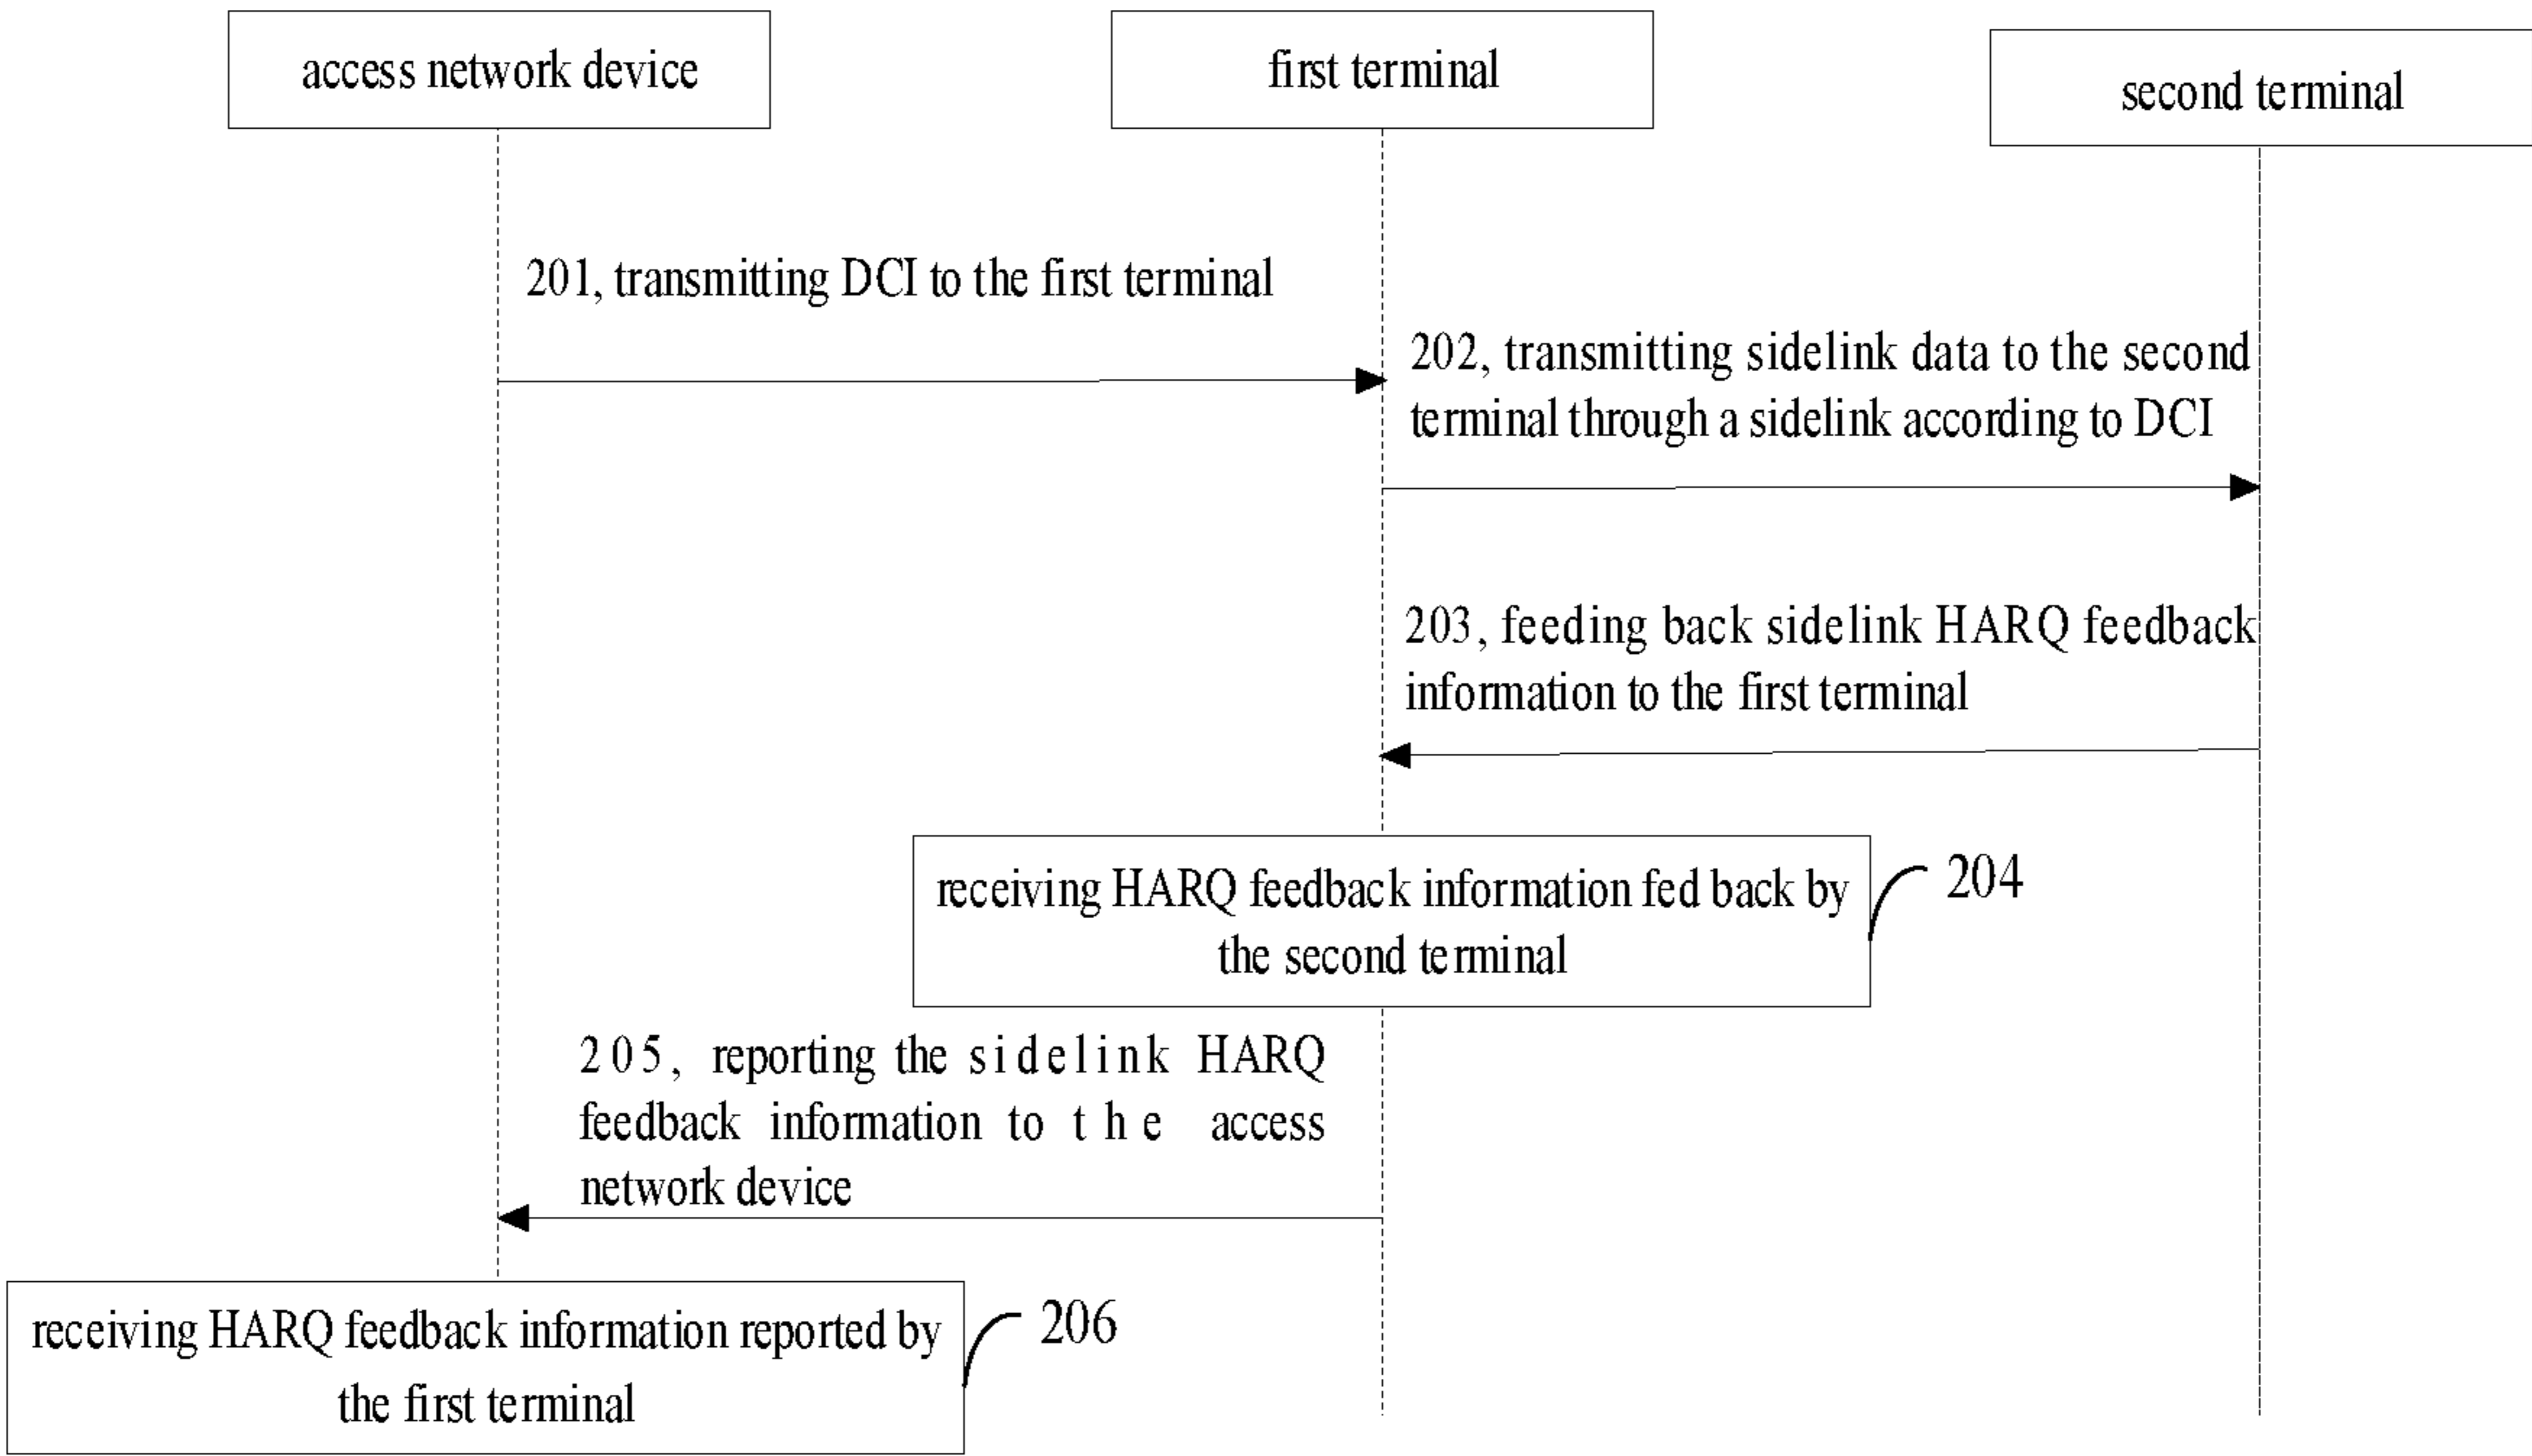 access network device
first terminal
second terminal
201, transmitting DCI to the first terminal
202, transmitting sidelink data to the second
terminal through a sidelink according to DCI
203, feeding back sidelink HARQ feedback
information to the first terminal
receiving HARQ feedback information fed back by
the second terminal
204
205, reporting the sidelink HARQ
feedback information to the access
network device
receiving HARQ feedback information reported by
the first terminal
206